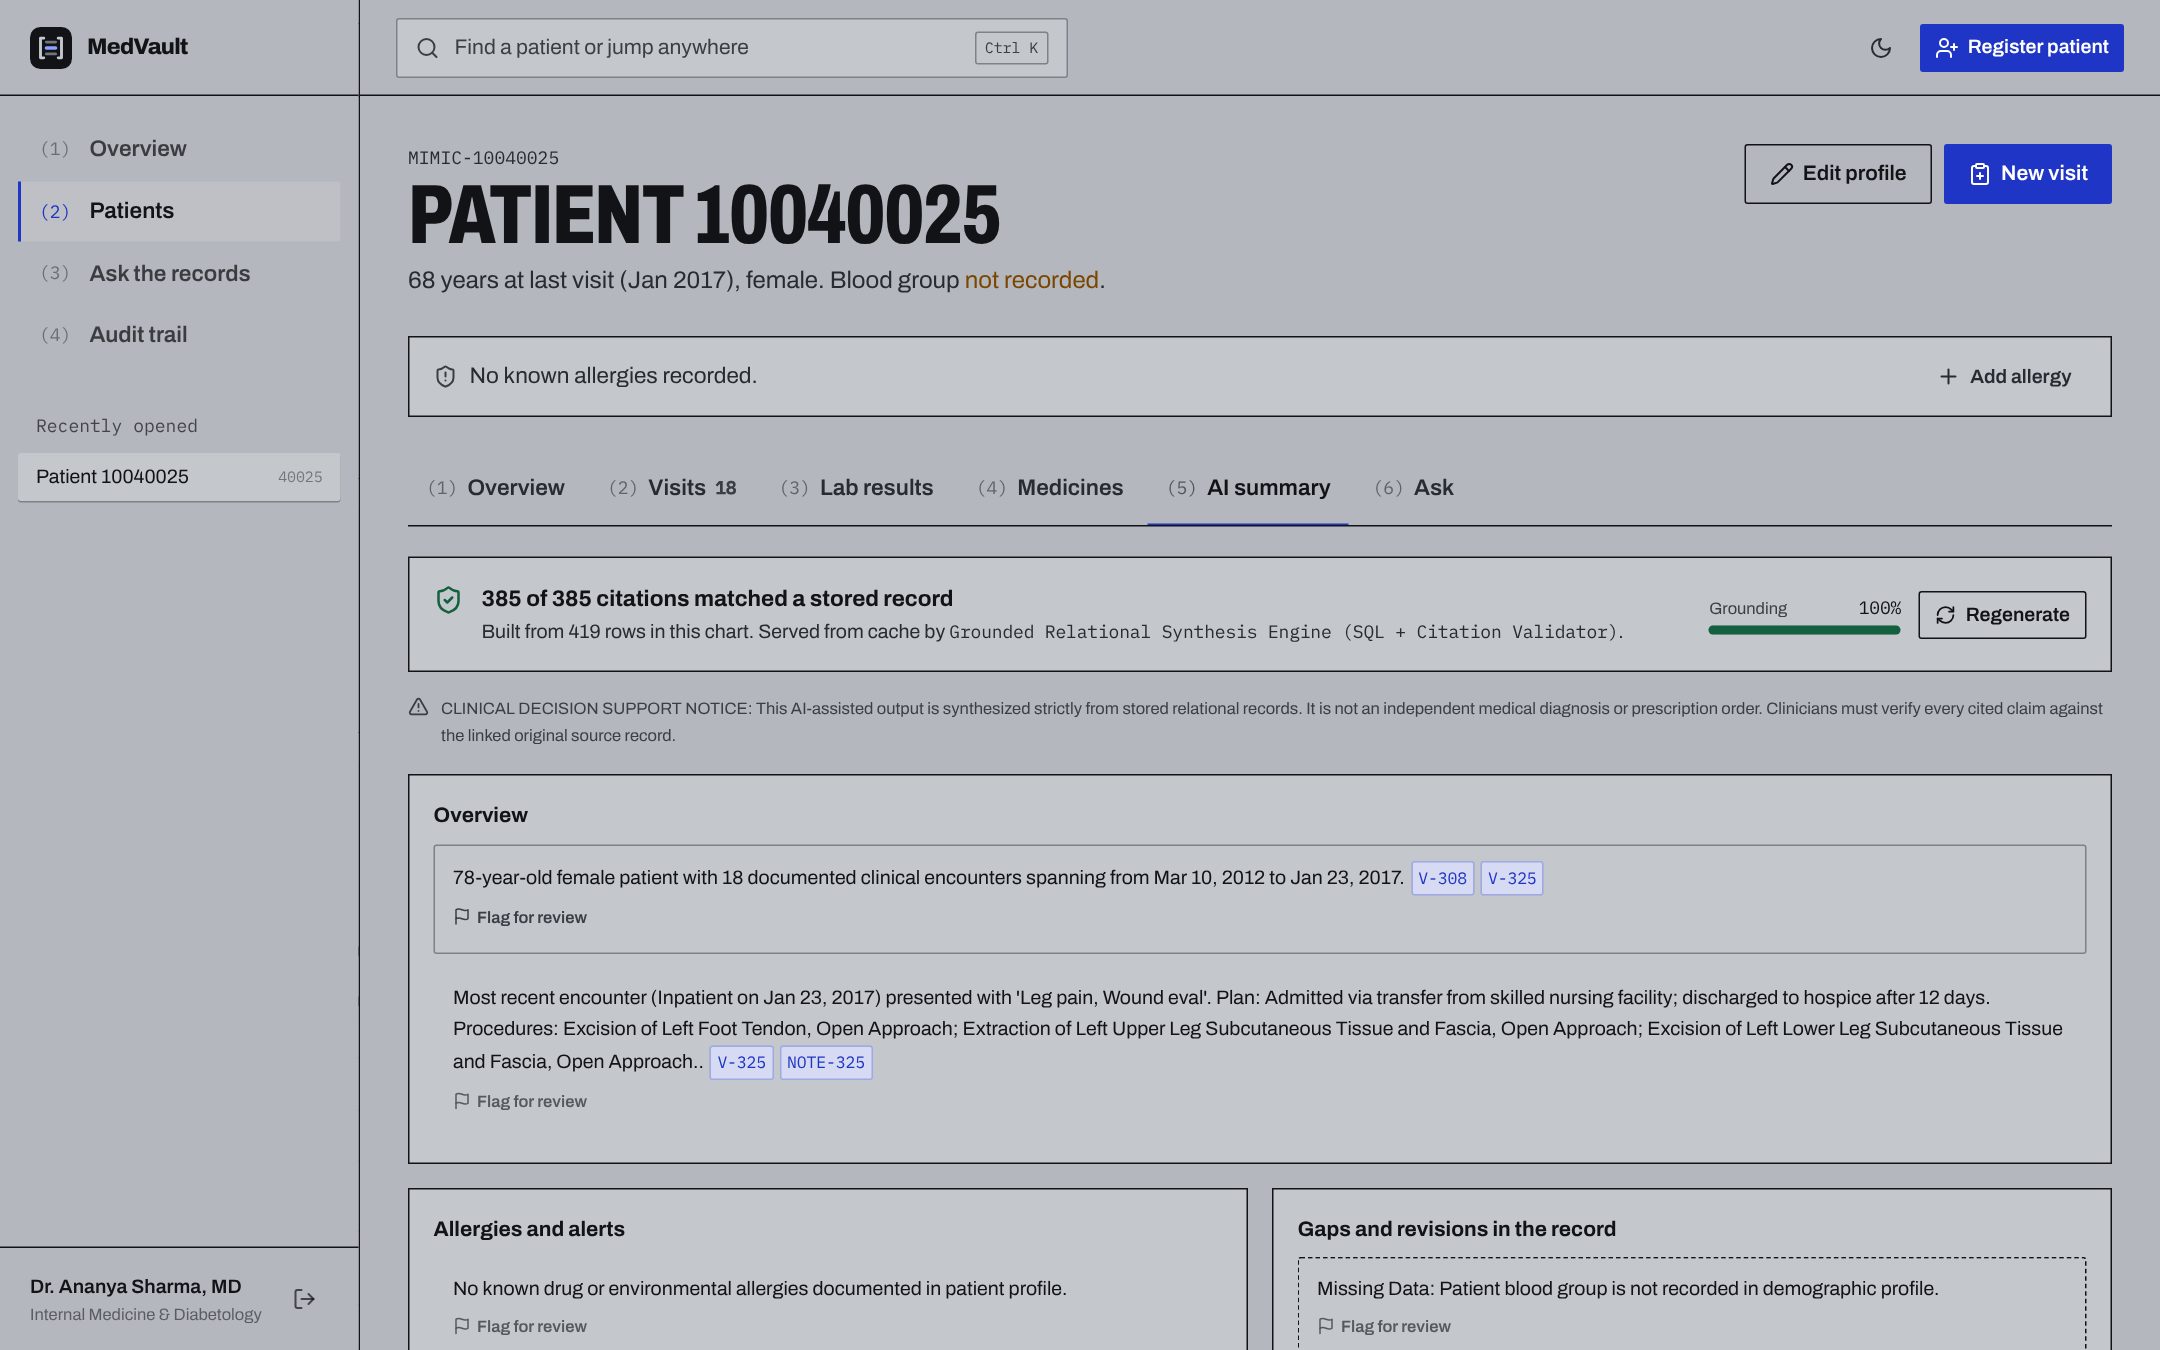 MedVault
Find a patient or jump anywhere
Ctrl K
Register patient
(1) Overview
(2) Patients
(3) Ask the records
(4) Audit trail
Recently opened
Patient 10040025 40025
Dr. Ananya Sharma, MD
Internal Medicine & Diabetology
MIMIC-10040025
PATIENT 10040025
68 years at last visit (Jan 2017), female. Blood group not recorded.
Edit profile
New visit
No known allergies recorded.
Add allergy
(1) Overview (2) Visits 18 (3) Lab results (4) Medicines (5) AI summary (6) Ask
385 of 385 citations matched a stored record
Built from 419 rows in this chart. Served from cache by Grounded Relational Synthesis Engine (SQL + Citation Validator).
Grounding 100%
Regenerate
CLINICAL DECISION SUPPORT NOTICE: This AI-assisted output is synthesized strictly from stored relational records. It is not an independent medical diagnosis or prescription order. Clinicians must verify every cited claim against
the linked original source record.
Overview
78-year-old female patient with 18 documented clinical encounters spanning from Mar 10, 2012 to Jan 23, 2017. V-308 V-325
Flag for review
Most recent encounter (Inpatient on Jan 23, 2017) presented with 'Leg pain, Wound eval'. Plan: Admitted via transfer from skilled nursing facility; discharged to hospice after 12 days.
Procedures: Excision of Left Foot Tendon, Open Approach; Extraction of Left Upper Leg Subcutaneous Tissue and Fascia, Open Approach; Excision of Left Lower Leg Subcutaneous Tissue
and Fascia, Open Approach.. V-325 NOTE-325
Flag for review
Allergies and alerts
No known drug or environmental allergies documented in patient profile.
Flag for review
Gaps and revisions in the record
Missing Data: Patient blood group is not recorded in demographic profile.
Flag for review